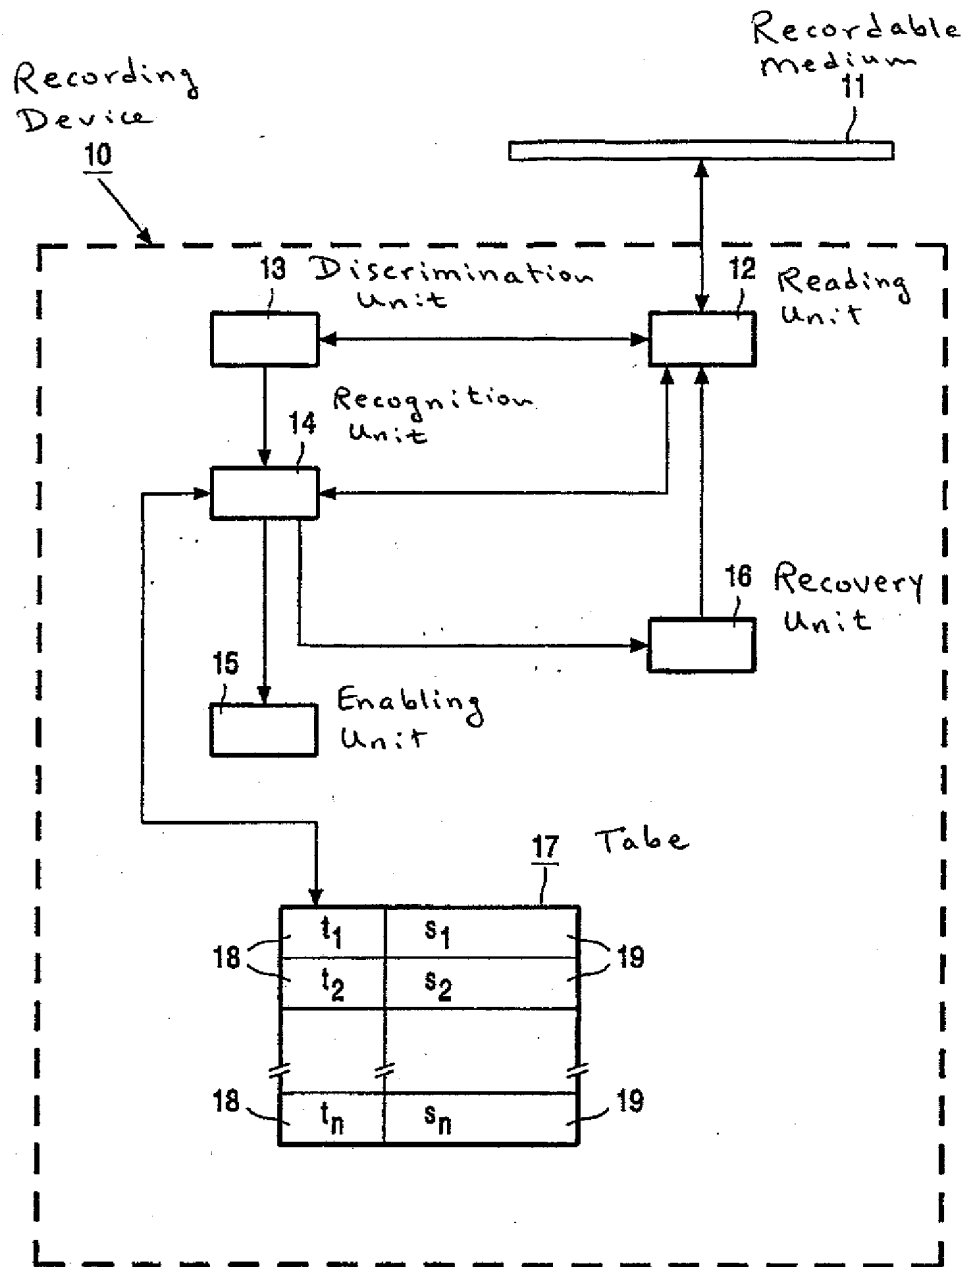 Recordable
medium
11
Recording
Device
10
13 Discrimination
Unit
12 Reading
Unit
Recognition
Unit
14
16 Recovery
Unit
15 Enabling
Unit
17 Tabe
18 t1 s1 19
t2 s2
18 tn sn 19